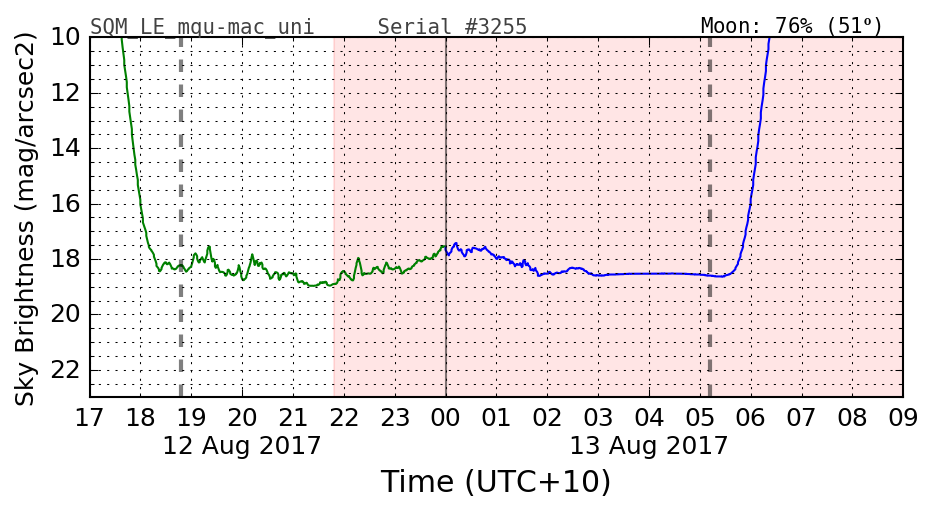 SQM_LE_mqu-mac_uni Serial #3255 Moon: 76% (51°)
Sky Brightness (mag/arcsec2)
10
12
14
16
18
20
22
17 18 19 20 21 22 23 00 01 02 03 04 05 06 07 08 09
12 Aug 2017 13 Aug 2017
Time (UTC+10)